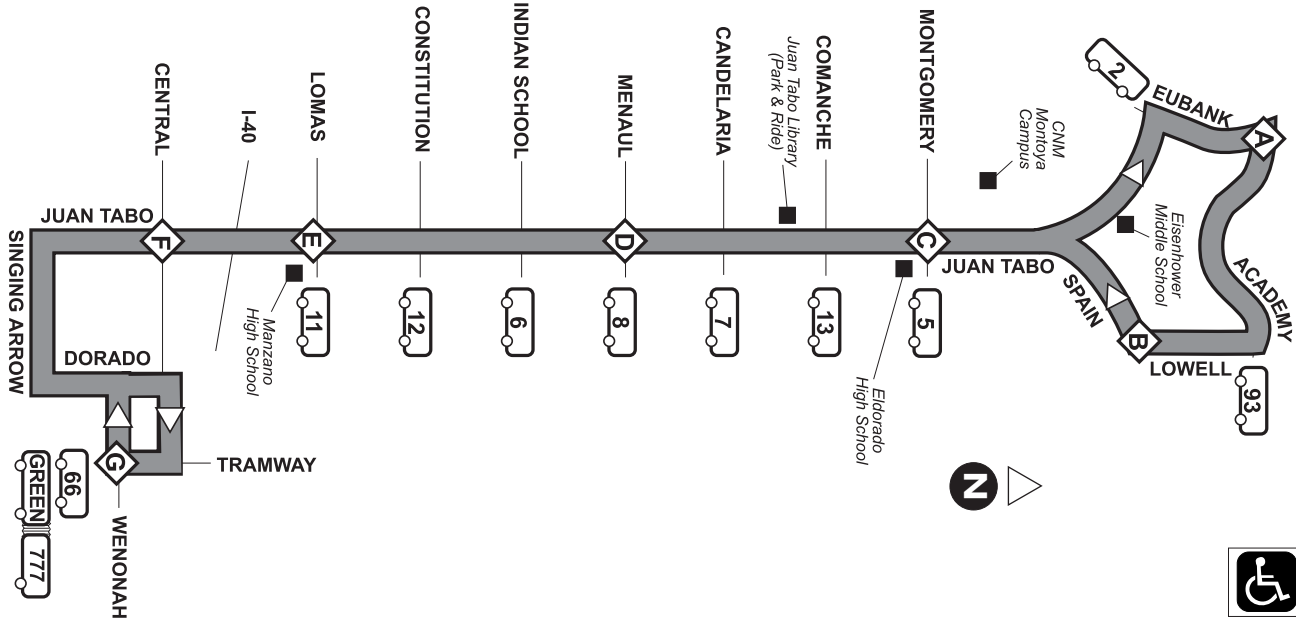 MONTGOMERY
COMANCHE
Juan Tabo Library
(Park & Ride)
CANDELARIA
MENAUL
INDIAN SCHOOL
CONSTITUTION
LOMAS
I-40
CENTRAL
2
EUBANK
A
CNM
Montoya
Campus
Eisenhower
Middle School
ACADEMY
JUAN TABO
F
E
D
C
JUAN TABO
SPAIN
B
LOWELL
93
SINGING ARROW
DORADO
Manzano
High School
11
12
6
8
7
13
5
Eldorado
High School
G
TRAMWAY
66
GREEN
777
WENONAH
N